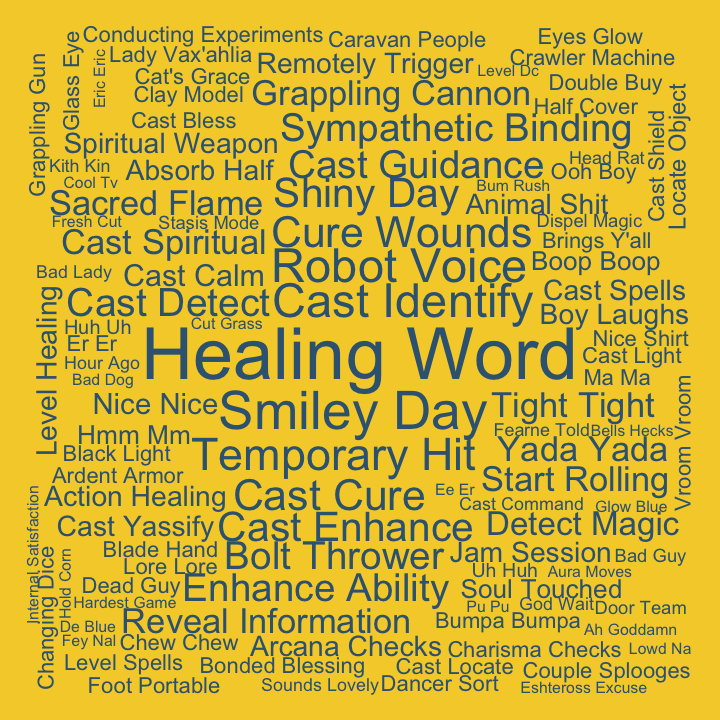 Conducting Experiments
Caravan People
Eyes Glow
Lady Vax'ahlia
Remotely Trigger
Crawler Machine
Level Dc
Cat's Grace
Double Buy
Clay Model
Grappling Cannon
Half Cover
Grappling Gun
Glass Eye
Eric Eric
Cast Bless
Sympathetic Binding
Cast Shield
Locate Object
Spiritual Weapon
Kith Kin
Absorb Half
Cast Guidance
Head Rat
Ooh Boy
Cool Tv
Bum Rush
Sacred Flame
Shiny Day
Animal Shit
Fresh Cut
Stasis Mode
Dispel Magic
Cast Spiritual
Cure Wounds
Brings Y'all
Bad Lady
Cast Calm
Robot Voice
Boop Boop
Cast Detect
Cast Identify
Cast Spells
Boy Laughs
Huh Uh
Cut Grass
Nice Shirt
Er Er
Level Healing
Healing Word
Cast Light
Hour Ago
Bad Dog
Ma Ma
Nice Nice
Smiley Day
Tight Tight
Hmm Mm
Fearne Told
Bells Hecks
Vroom Vroom
Black Light
Temporary Hit
Yada Yada
Ardent Armor
Start Rolling
Action Healing
Cast Cure
Ee Er
Cast Command
Glow Blue
Cast Yassify
Cast Enhance
Detect Magic
Internal Satisfaction
Blade Hand
Bolt Thrower
Jam Session
Bad Guy
Lore Lore
Uh Huh
Aura Moves
Changing Dice
Hold Corn
Dead Guy
Enhance Ability
Soul Touched
Hardest Game
Pu Pu
God Wait
Door Team
De Blue
Reveal Information
Bumpa Bumpa
Ah Goddamn
Fey Nal
Chew Chew
Arcana Checks
Charisma Checks
Lowd Na
Level Spells
Bonded Blessing
Cast Locate
Couple Splooges
Foot Portable
Sounds Lovely
Dancer Sort
Eshteross Excuse